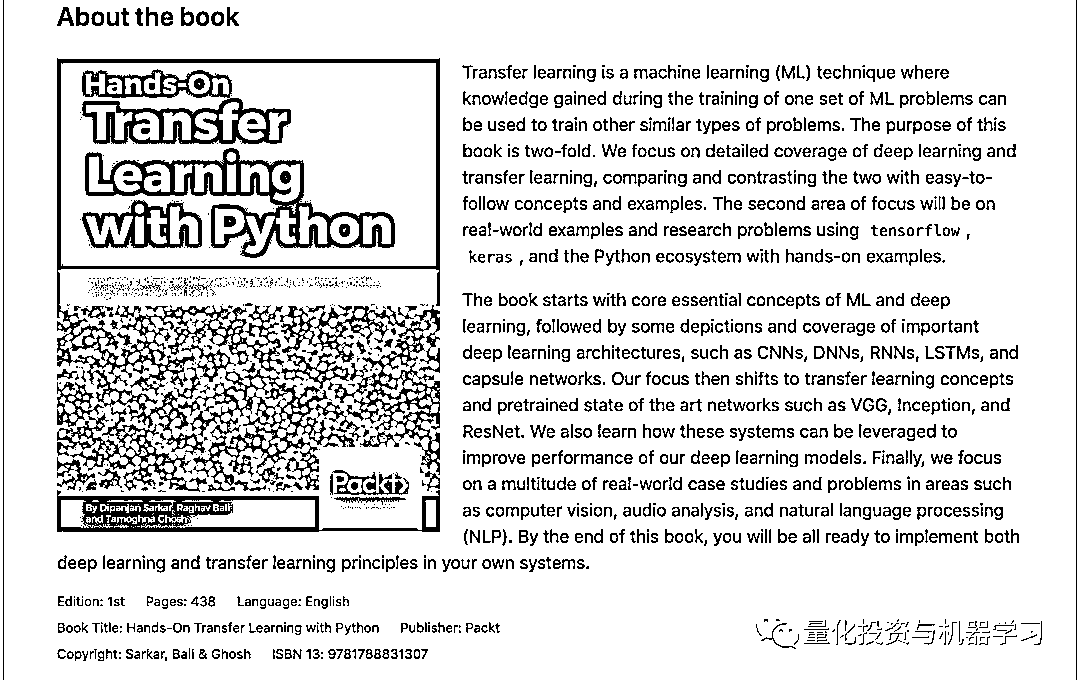 About the book
Hands-On
Transfer
Learning
with Python
Packt
By Dipanjan Sarkar, Raghav Bali
and Tamoghna Ghosh
Transfer learning is a machine learning (ML) technique where
knowledge gained during the training of one set of ML problems can
be used to train other similar types of problems. The purpose of this
book is two-fold. We focus on detailed coverage of deep learning and
transfer learning, comparing and contrasting the two with easy-to-
follow concepts and examples. The second area of focus will be on
real-world examples and research problems using tensorflow ,
keras , and the Python ecosystem with hands-on examples.
The book starts with core essential concepts of ML and deep
learning, followed by some depictions and coverage of important
deep learning architectures, such as CNNs, DNNs, RNNs, LSTMs, and
capsule networks. Our focus then shifts to transfer learning concepts
and pretrained state of the art networks such as VGG, Inception, and
ResNet. We also learn how these systems can be leveraged to
improve performance of our deep learning models. Finally, we focus
on a multitude of real-world case studies and problems in areas such
as computer vision, audio analysis, and natural language processing
(NLP). By the end of this book, you will be all ready to implement both
deep learning and transfer learning principles in your own systems.
Edition: 1st Pages: 438 Language: English
Book Title: Hands-On Transfer Learning with Python Publisher: Packt
Copyright: Sarkar, Bali & Ghosh ISBN 13: 9781788831307
量化投资与机器学习